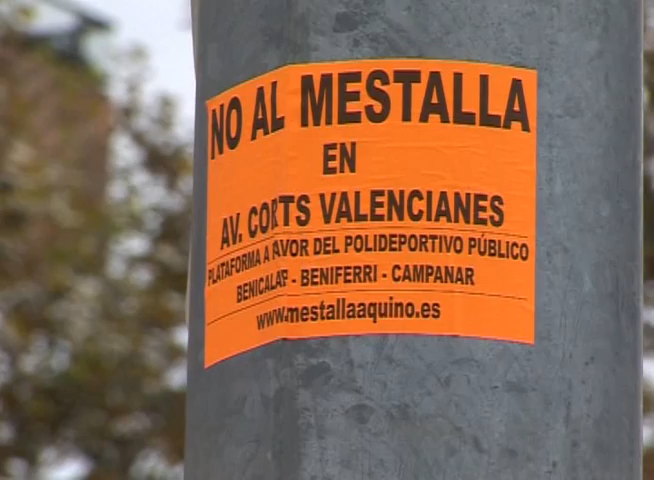 NO AL MESTALLA
EN
AV. CORTS VALENCIANES
PLATAFORMA A FAVOR DEL POLIDEPORTIVO PÚBLICO
BENICALAP - BENIFERRI - CAMPANAR
www.mestallaaquino.es